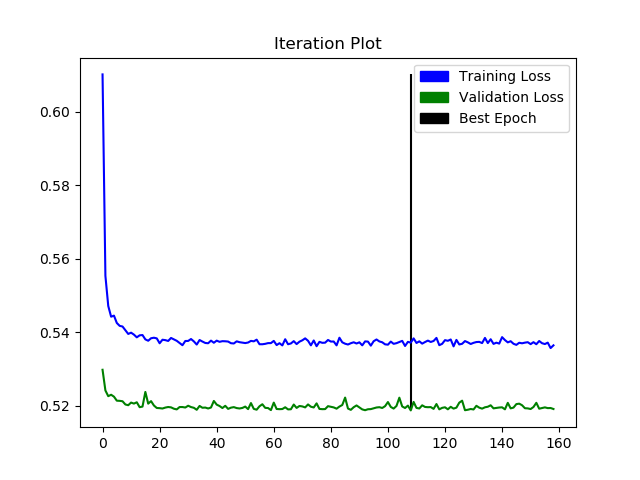 Iteration Plot
Training Loss
Validation Loss
Best Epoch
0.60
0.58
0.56
0.54
0.52
0 20 40 60 80 100 120 140 160